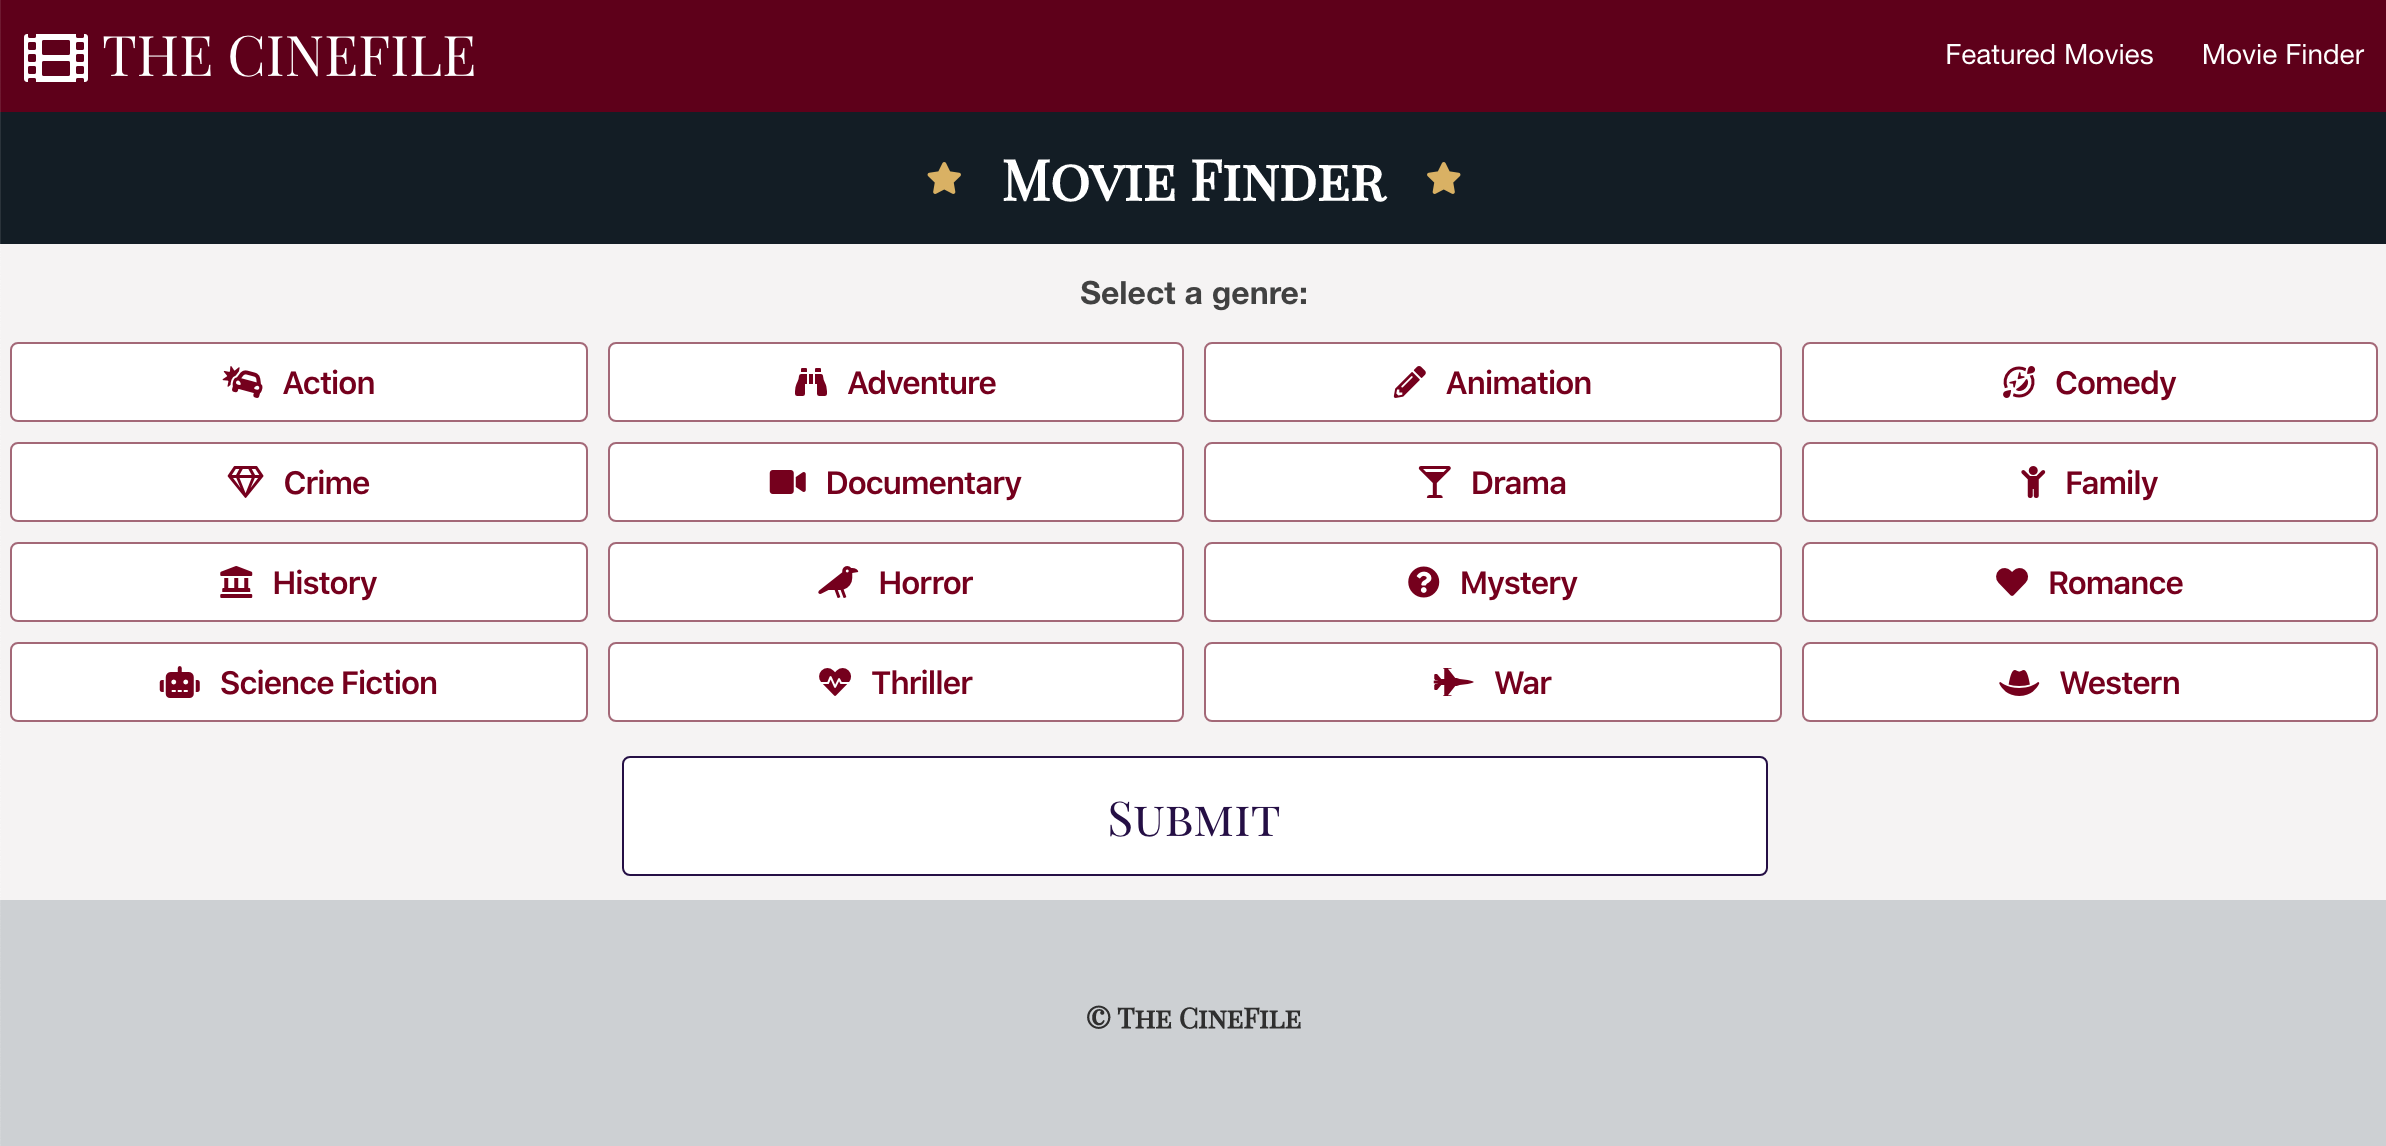 THE CINEFILE
Featured Movies
Movie Finder
MOVIE FINDER
Select a genre:
Action
Adventure
Animation
Comedy
Crime
Documentary
Drama
Family
History
Horror
Mystery
Romance
Science Fiction
Thriller
War
Western
SUBMIT
© THE CINEFILE